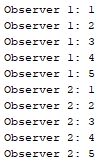 Observer 1: 1
Observer 1: 2
Observer 1: 3
Observer 1: 4
Observer 1: 5
Observer 2: 1
Observer 2: 2
Observer 2: 3
Observer 2: 4
Observer 2: 5